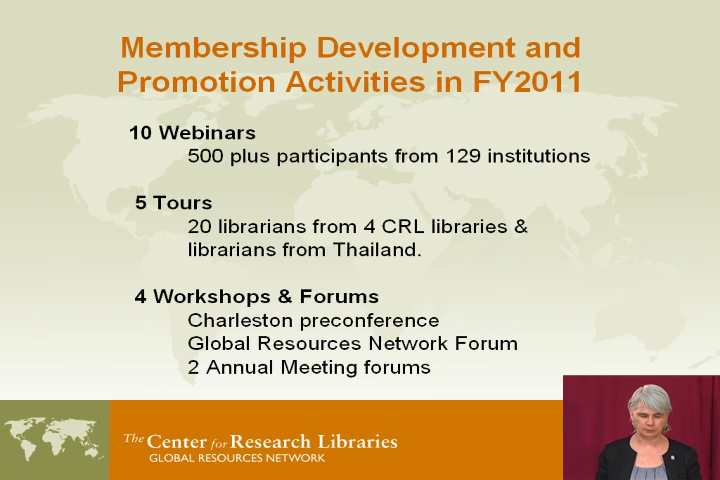 Membership Development and
Promotion Activities in FY2011
10 Webinars
500 plus participants from 129 institutions
5 Tours
20 librarians from 4 CRL libraries &
librarians from Thailand.
4 Workshops & Forums
Charleston preconference
Global Resources Network Forum
2 Annual Meeting forums
The Center for Research Libraries
GLOBAL RESOURCES NETWORK